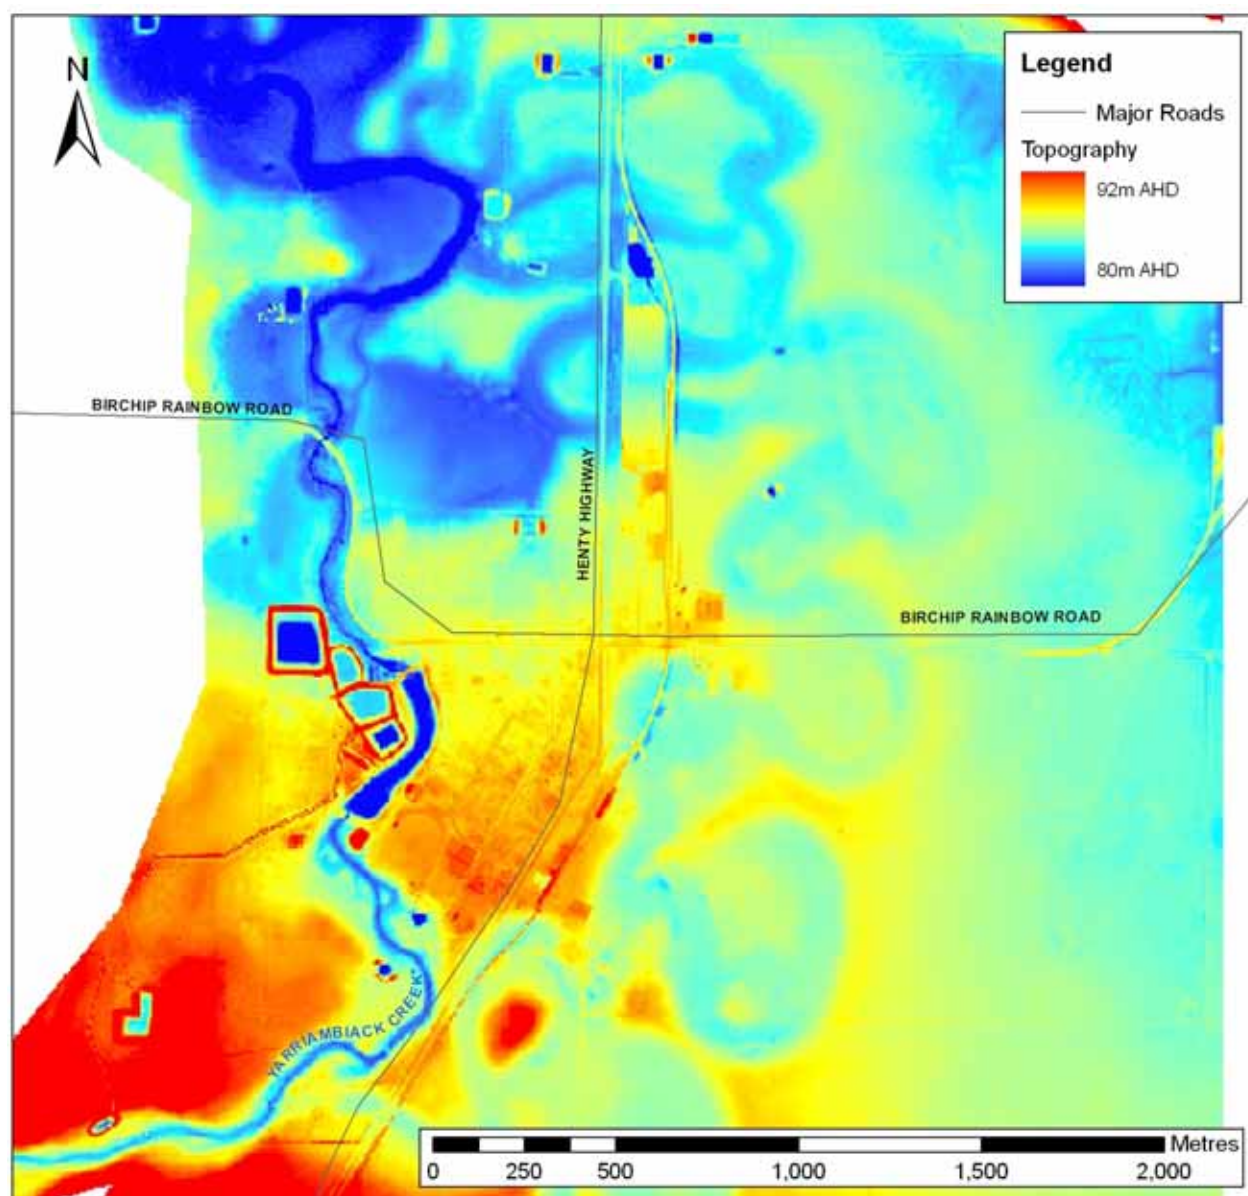 N
Legend
Major Roads
Topography
92m AHD
80m AHD
BIRCHIP RAINBOW ROAD
HENTY HIGHWAY
BIRCHIP RAINBOW ROAD
YARRIAMBIACK CREEK
Metres
0 250 500 1,000 1,500 2,000